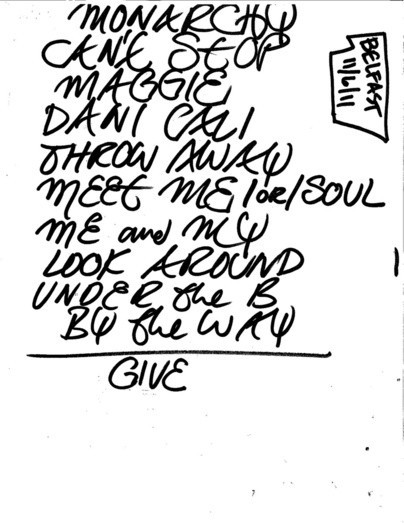 MONARCHY
CAN'T STOP
MAGGIE
DANI CALI
THROW AWAY
MEET ME/or/SOUL
ME and MY
LOOK AROUND
UNDER the B
BY the WAY
GIVE
BELFAST
11/6/11